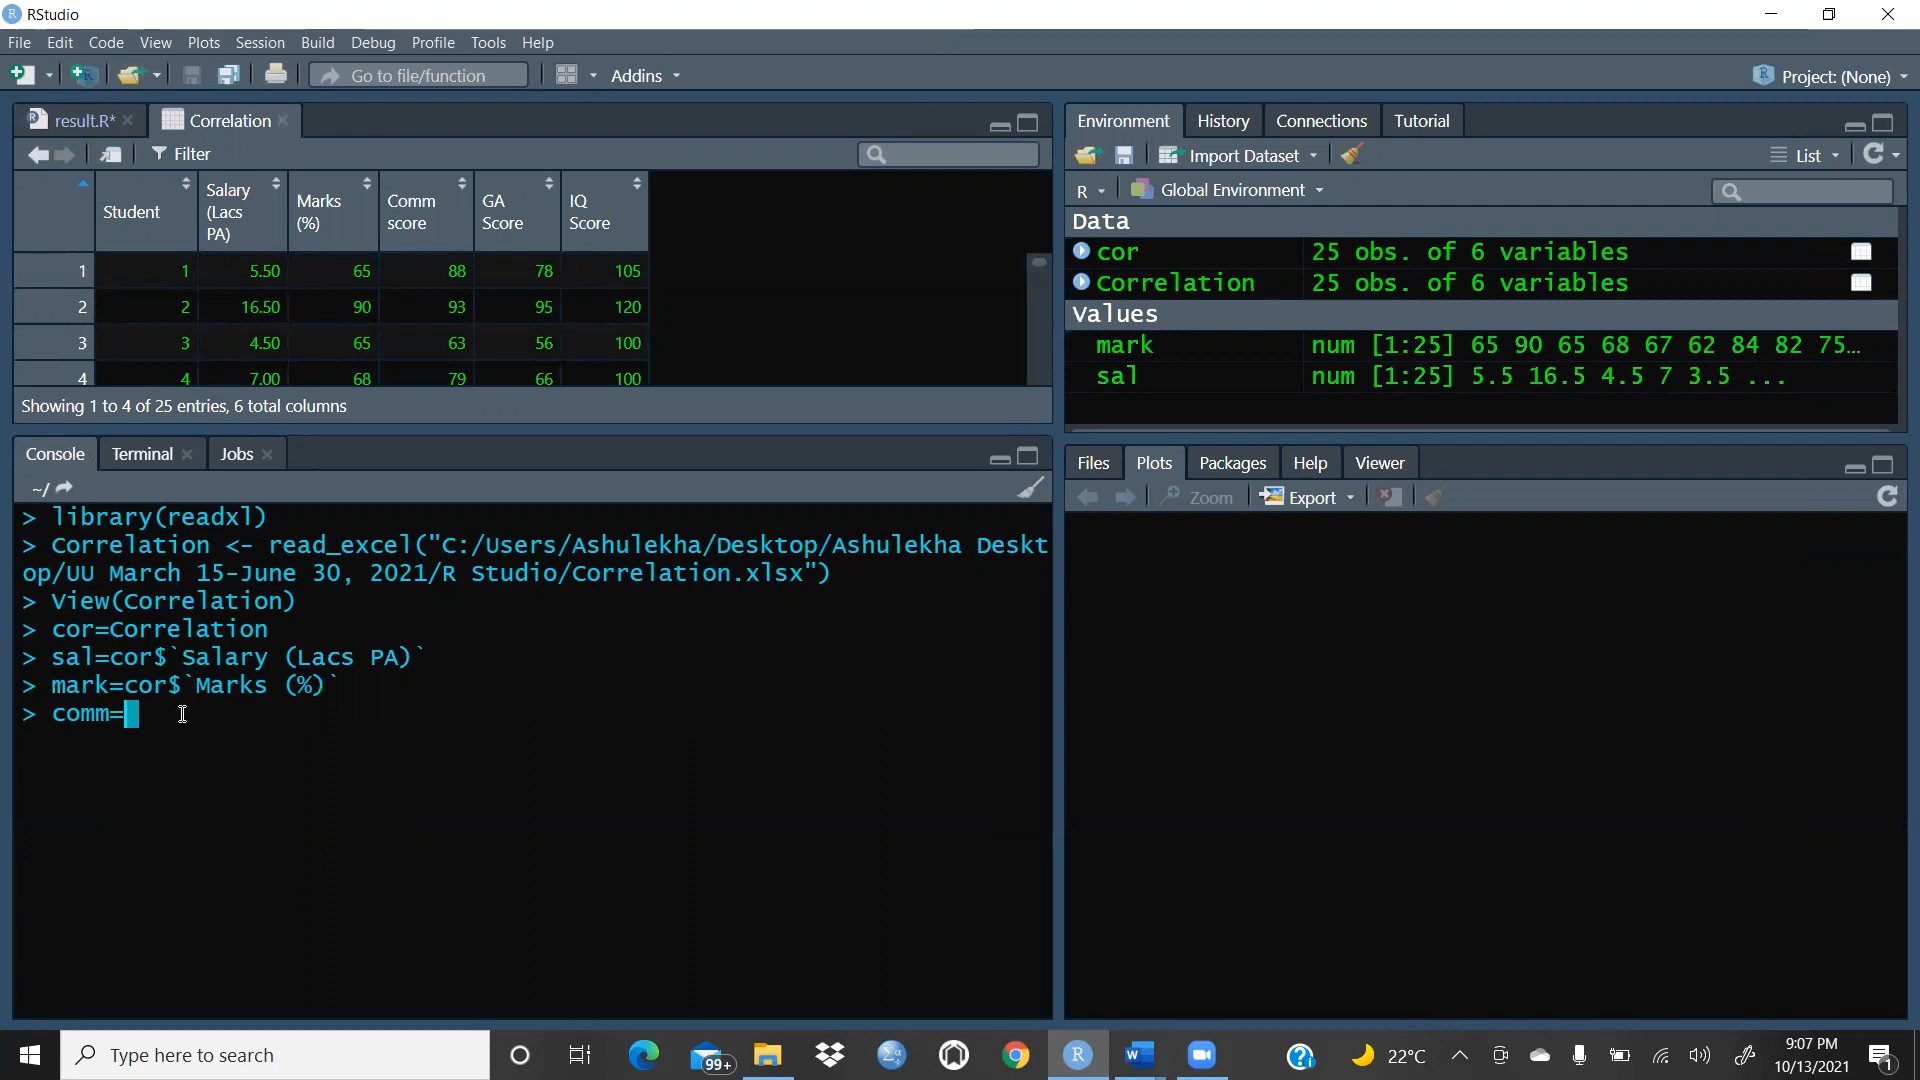 RStudio
File Edit Code View Plots Session Build Debug Profile Tools Help
Go to file/function Addins Project: (None)
result.R* Correlation
Filter
Student Salary (Lacs PA) Marks (%) Comm score GA Score IQ Score
1 1 5.50 65 88 78 105
2 2 16.50 90 93 95 120
3 3 4.50 65 63 56 100
4 4 7.00 68 79 66 100
Showing 1 to 4 of 25 entries, 6 total columns
Console Terminal Jobs
~/
> library(readxl)
> Correlation <- read_excel("C:/Users/Ashulekha/Desktop/Ashulekha Deskt
op/UU March 15-June 30, 2021/R Studio/Correlation.xlsx")
> View(Correlation)
> cor=Correlation
> sal=cor$`Salary (Lacs PA)`
> mark=cor$`Marks (%)`
> comm=
Environment History Connections Tutorial
Import Dataset List
R Global Environment
Data
cor 25 obs. of 6 variables
Correlation 25 obs. of 6 variables
Values
mark num [1:25] 65 90 65 68 67 62 84 82 75…
sal num [1:25] 5.5 16.5 4.5 7 3.5 ...
Files Plots Packages Help Viewer
Zoom Export
Type here to search
99+
22°C
9:07 PM
10/13/2021
1